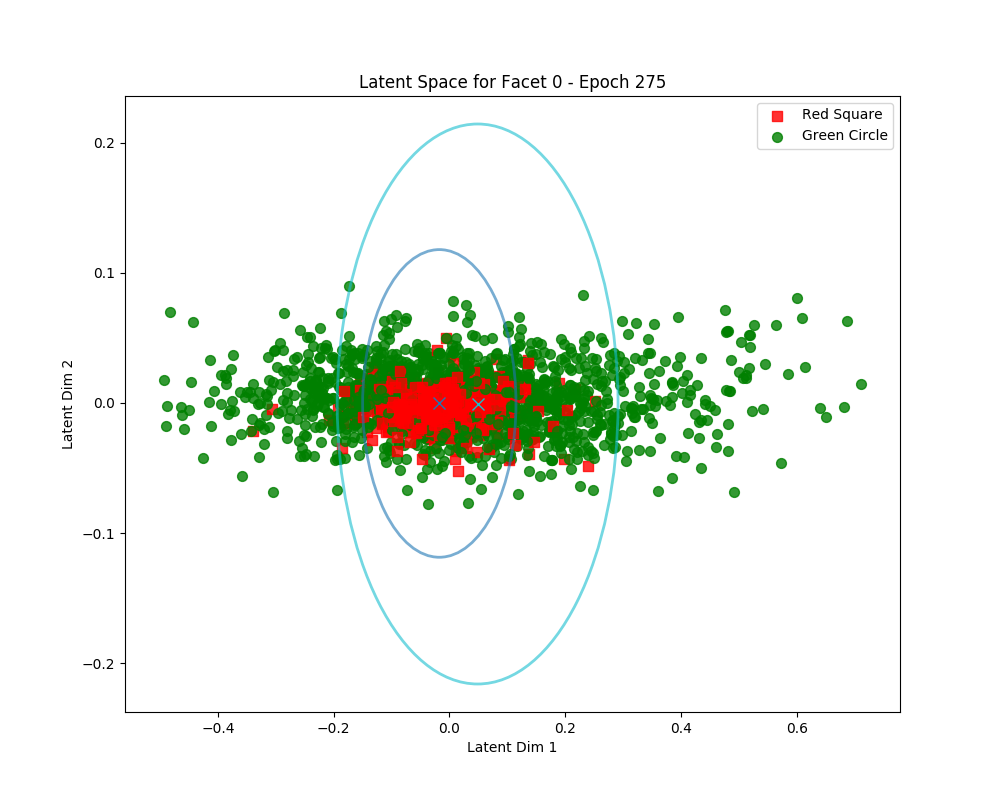 Latent Space for Facet 0 - Epoch 275
Red Square
Green Circle
0.2
0.1
0.0
−0.1
−0.2
Latent Dim 2
−0.4
−0.2
0.0
0.2
0.4
0.6
Latent Dim 1